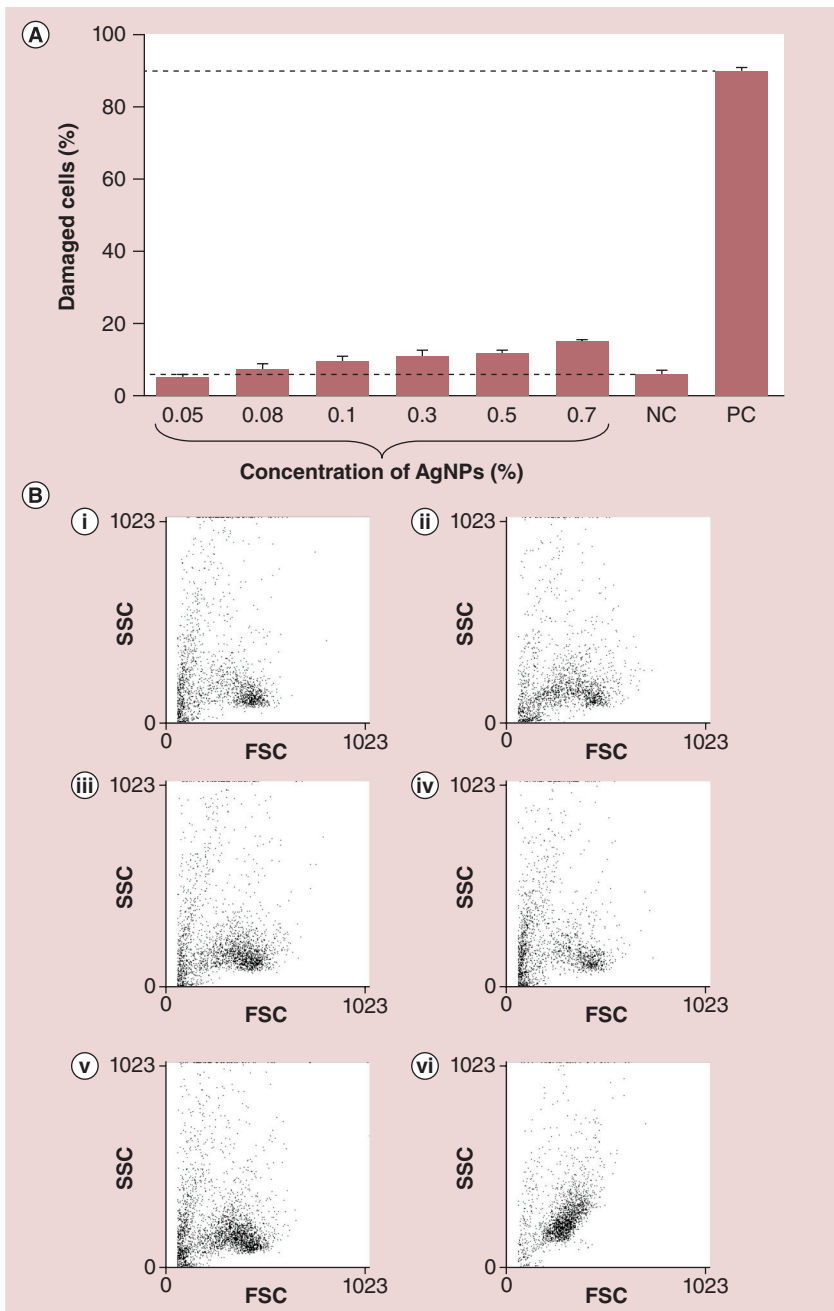 A
100
80
60
40
20
0
Damaged cells (%)
0.05 0.08 0.1 0.3 0.5 0.7 NC PC
Concentration of AgNPs (%)
B
i
1023
SSC
0
0 1023
FSC
ii
1023
SSC
0
0 1023
FSC
iii
1023
SSC
0
0 1023
FSC
iv
1023
SSC
0
0 1023
FSC
v
1023
SSC
0
0 1023
FSC
vi
1023
SSC
0
0 1023
FSC